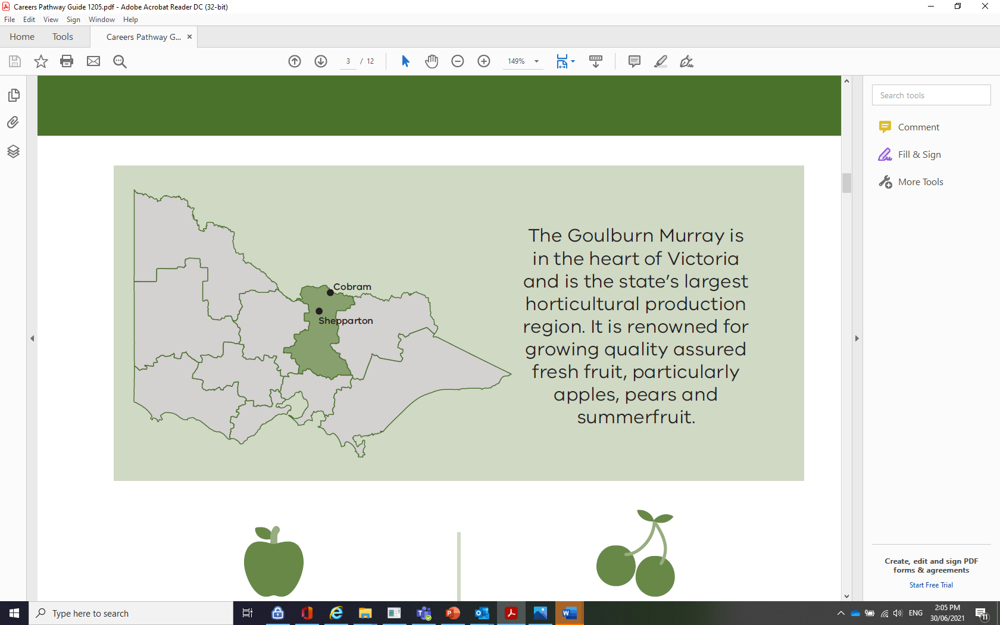 Careers Pathway Guide 1205.pdf - Adobe Acrobat Reader DC (32-bit)
File Edit View Sign Window Help
Home Tools Careers Pathway G... ×
3 / 12 149%
Search tools
Comment
Fill & Sign
More Tools
Cobram
Shepparton
The Goulburn Murray is
in the heart of Victoria
and is the state's largest
horticultural production
region. It is renowned for
growing quality assured
fresh fruit, particularly
apples, pears and
summerfruit.
Create, edit and sign PDF
forms & agreements
Start Free Trial
Type here to search
ENG
2:05 PM
30/06/2021
11